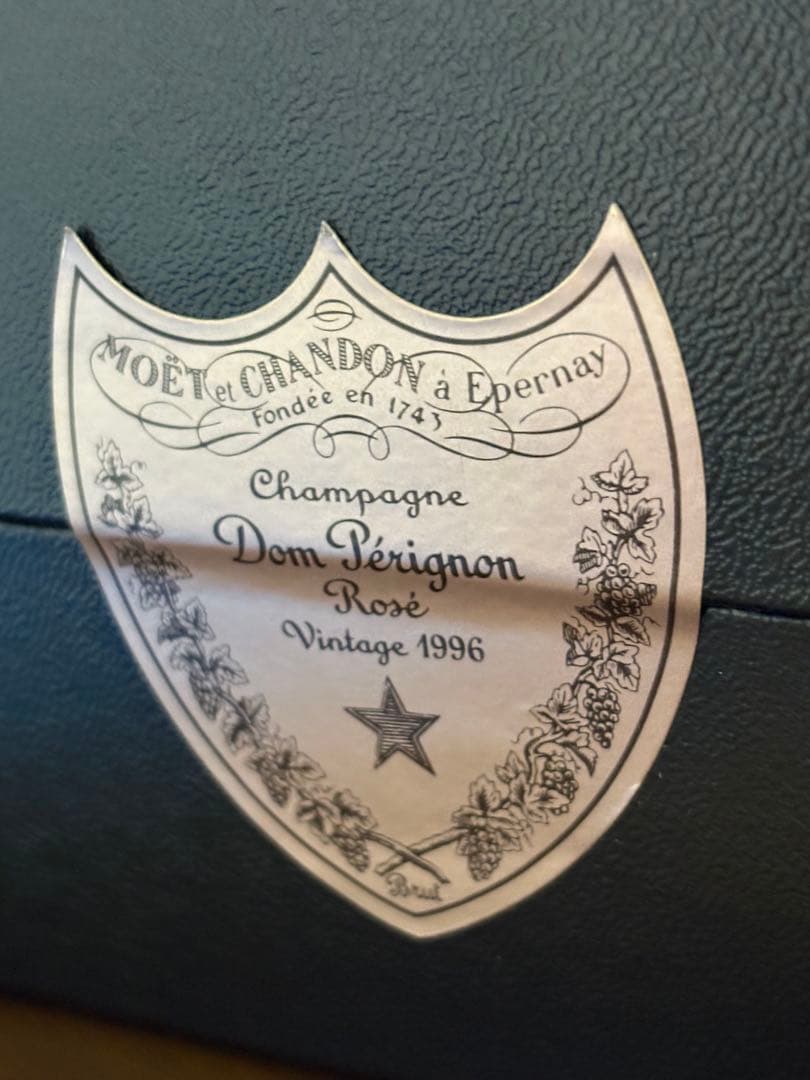 MOËT et CHANDON à Epernay
Fondée en 1743
Champagne
Dom Pérignon
Rosé
Vintage 1996
Brut